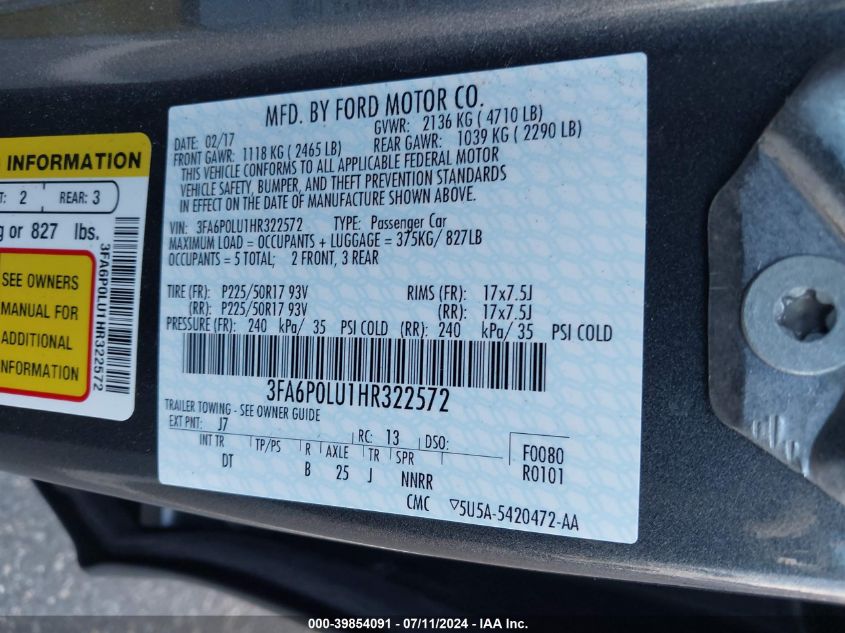 MFD. BY FORD MOTOR CO.
DATE: 02/17
GVWR: 2136 KG ( 4710 LB)
FRONT GAWR: 1118 KG ( 2465 LB)
REAR GAWR: 1039 KG ( 2290 LB)
THIS VEHICLE CONFORMS TO ALL APPLICABLE FEDERAL MOTOR
VEHICLE SAFETY, BUMPER, AND THEFT PREVENTION STANDARDS
IN EFFECT ON THE DATE OF MANUFACTURE SHOWN ABOVE.
VIN: 3FA6P0LU1HR322572 TYPE: Passenger Car
MAXIMUM LOAD = OCCUPANTS + LUGGAGE = 375KG/ 827LB
OCCUPANTS = 5 TOTAL; 2 FRONT, 3 REAR
TIRE (FR): P225/50R17 93V RIMS (FR): 17x7.5J
(RR): P225/50R17 93V (RR): 17x7.5J
PRESSURE (FR): 240 kPa/ 35 PSI COLD (RR): 240 kPa/ 35 PSI COLD
3FA6P0LU1HR322572
TRAILER TOWING - SEE OWNER GUIDE
EXT PNT: J7 RC: 13 DSO: F0080
INT TR TP/PS R AXLE TR SPR R0101
DT B 25 J NNRR
CMC ▽5U5A-5420472-AA
INFORMATION
2 REAR: 3
or 827 lbs.
3FA6P0LU1HR322572
SEE OWNERS
MANUAL FOR
ADDITIONAL
INFORMATION
000-39854091 - 07/11/2024 - IAA Inc.